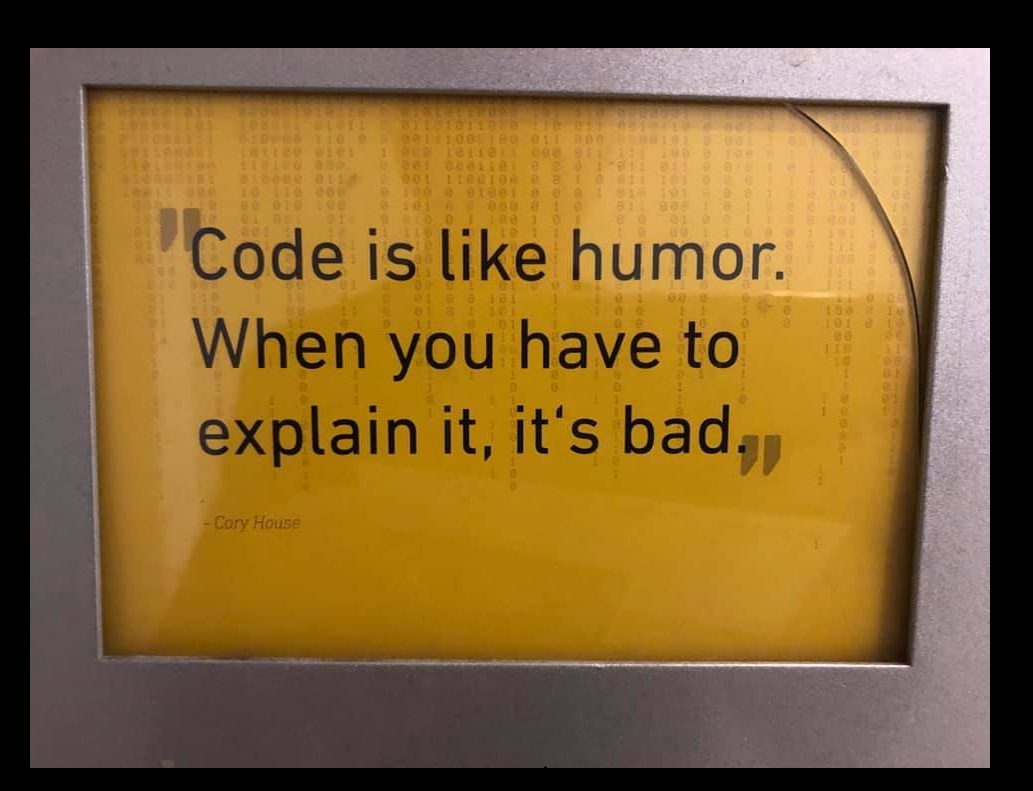 "Code is like humor.
When you have to
explain it, it‘s bad."
- Cory House